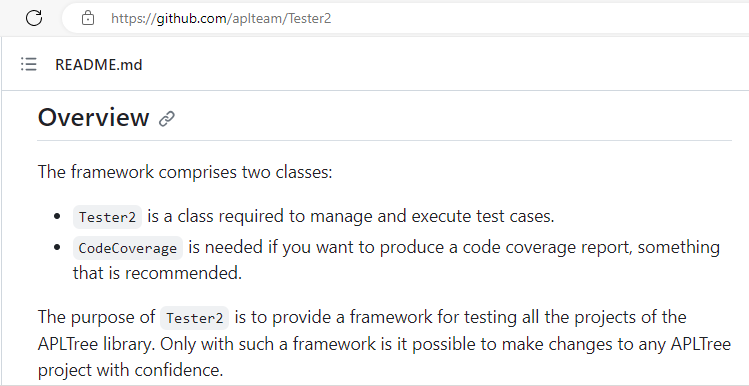 https://github.com/aplteam/Tester2
README.md
Overview
The framework comprises two classes:
Tester2 is a class required to manage and execute test cases.
CodeCoverage is needed if you want to produce a code coverage report, something
that is recommended.
The purpose of Tester2 is to provide a framework for testing all the projects of the
APLTree library. Only with such a framework is it possible to make changes to any APLTree
project with confidence.